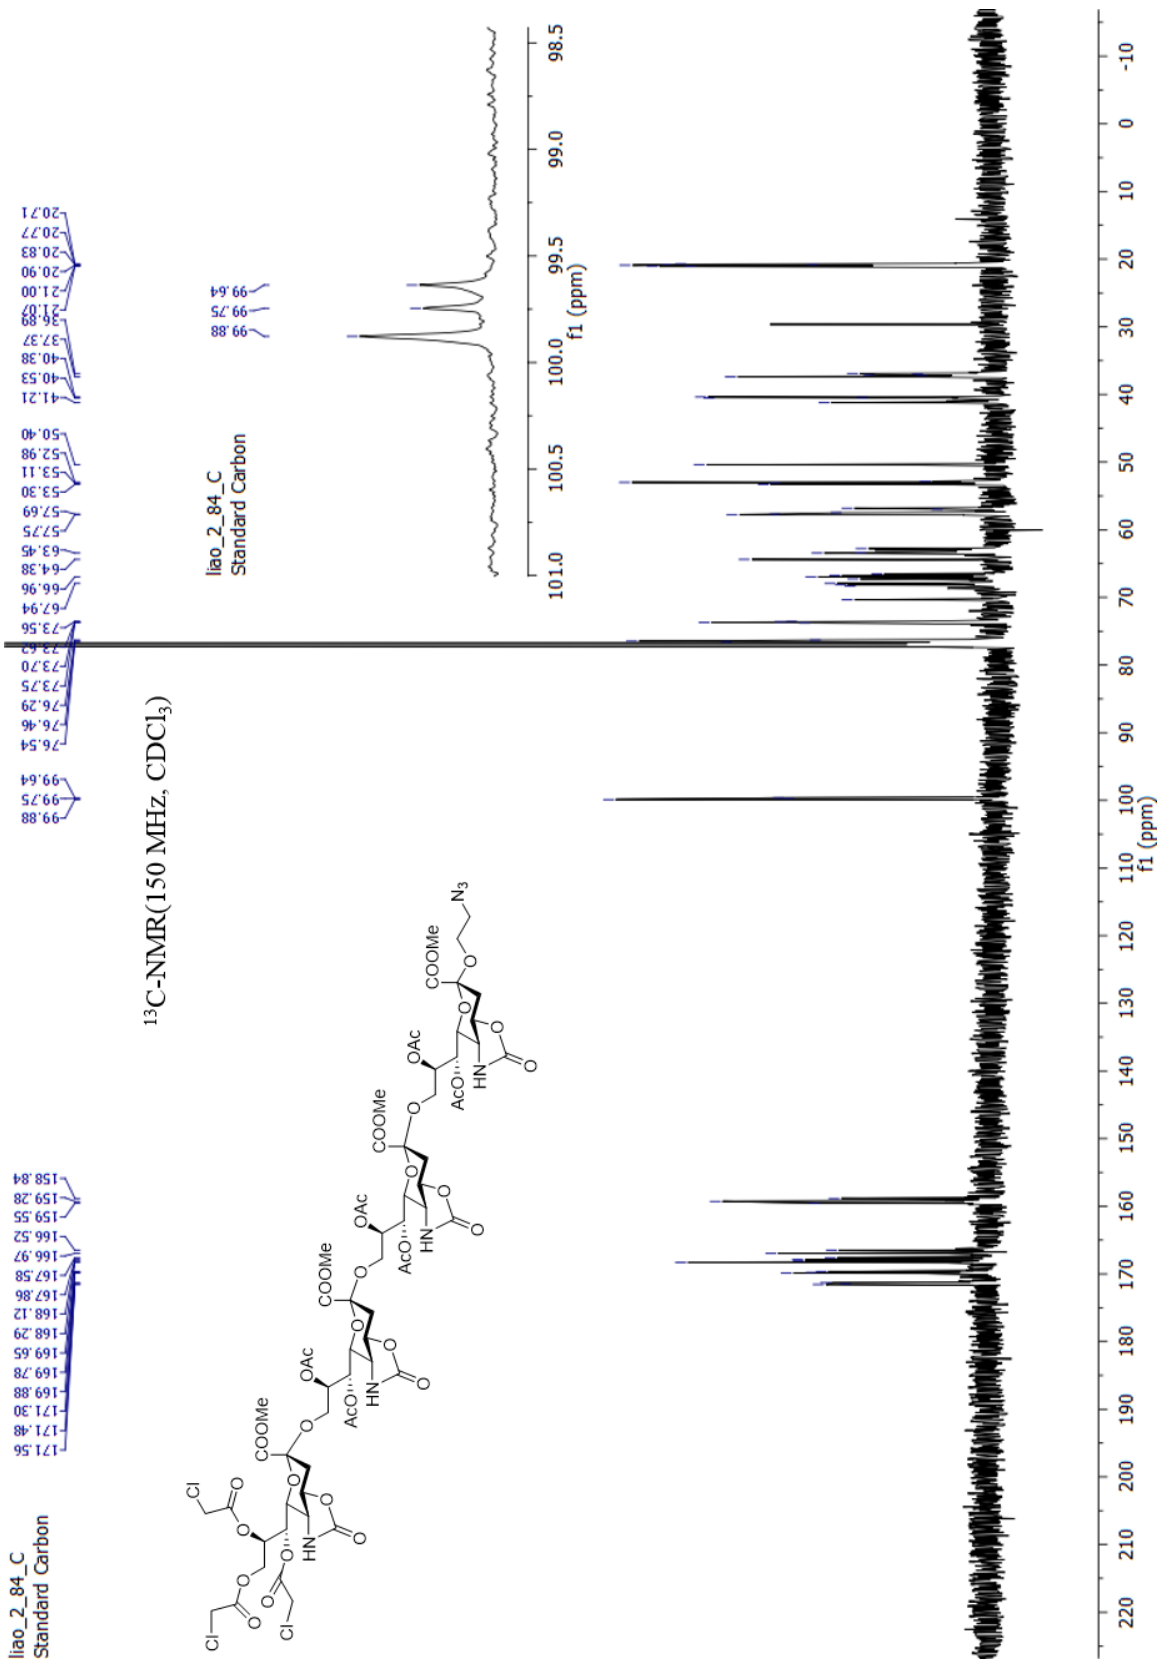 liao_2_84_C
Standard Carbon
171.56
171.48
171.30
169.88
169.78
169.65
168.29
168.12
167.86
167.58
166.97
166.52
159.55
159.28
158.84
99.88
99.75
99.64
76.54
76.46
76.29
73.75
73.70
73.62
73.56
67.94
66.96
64.38
63.45
57.75
57.69
53.30
53.11
52.98
50.40
41.21
40.53
40.38
37.37
36.89
21.07
21.00
20.90
20.83
20.77
20.71
¹³C-NMR(150 MHz, CDCl₃)
liao_2_84_C
Standard Carbon
99.88
99.75
99.64
101.0 100.5 100.0 99.5 99.0 98.5
f1 (ppm)
Cl
O
O
Cl
O
O
Cl
O
O
HN
O
O
O
COOMe
O
AcO
OAc
HN
O
O
O
COOMe
O
AcO
OAc
HN
O
O
O
COOMe
O
AcO
OAc
HN
O
O
O
COOMe
O
N₃
220 210 200 190 180 170 160 150 140 130 120 110 100 90 80 70 60 50 40 30 20 10 0 -10
f1 (ppm)